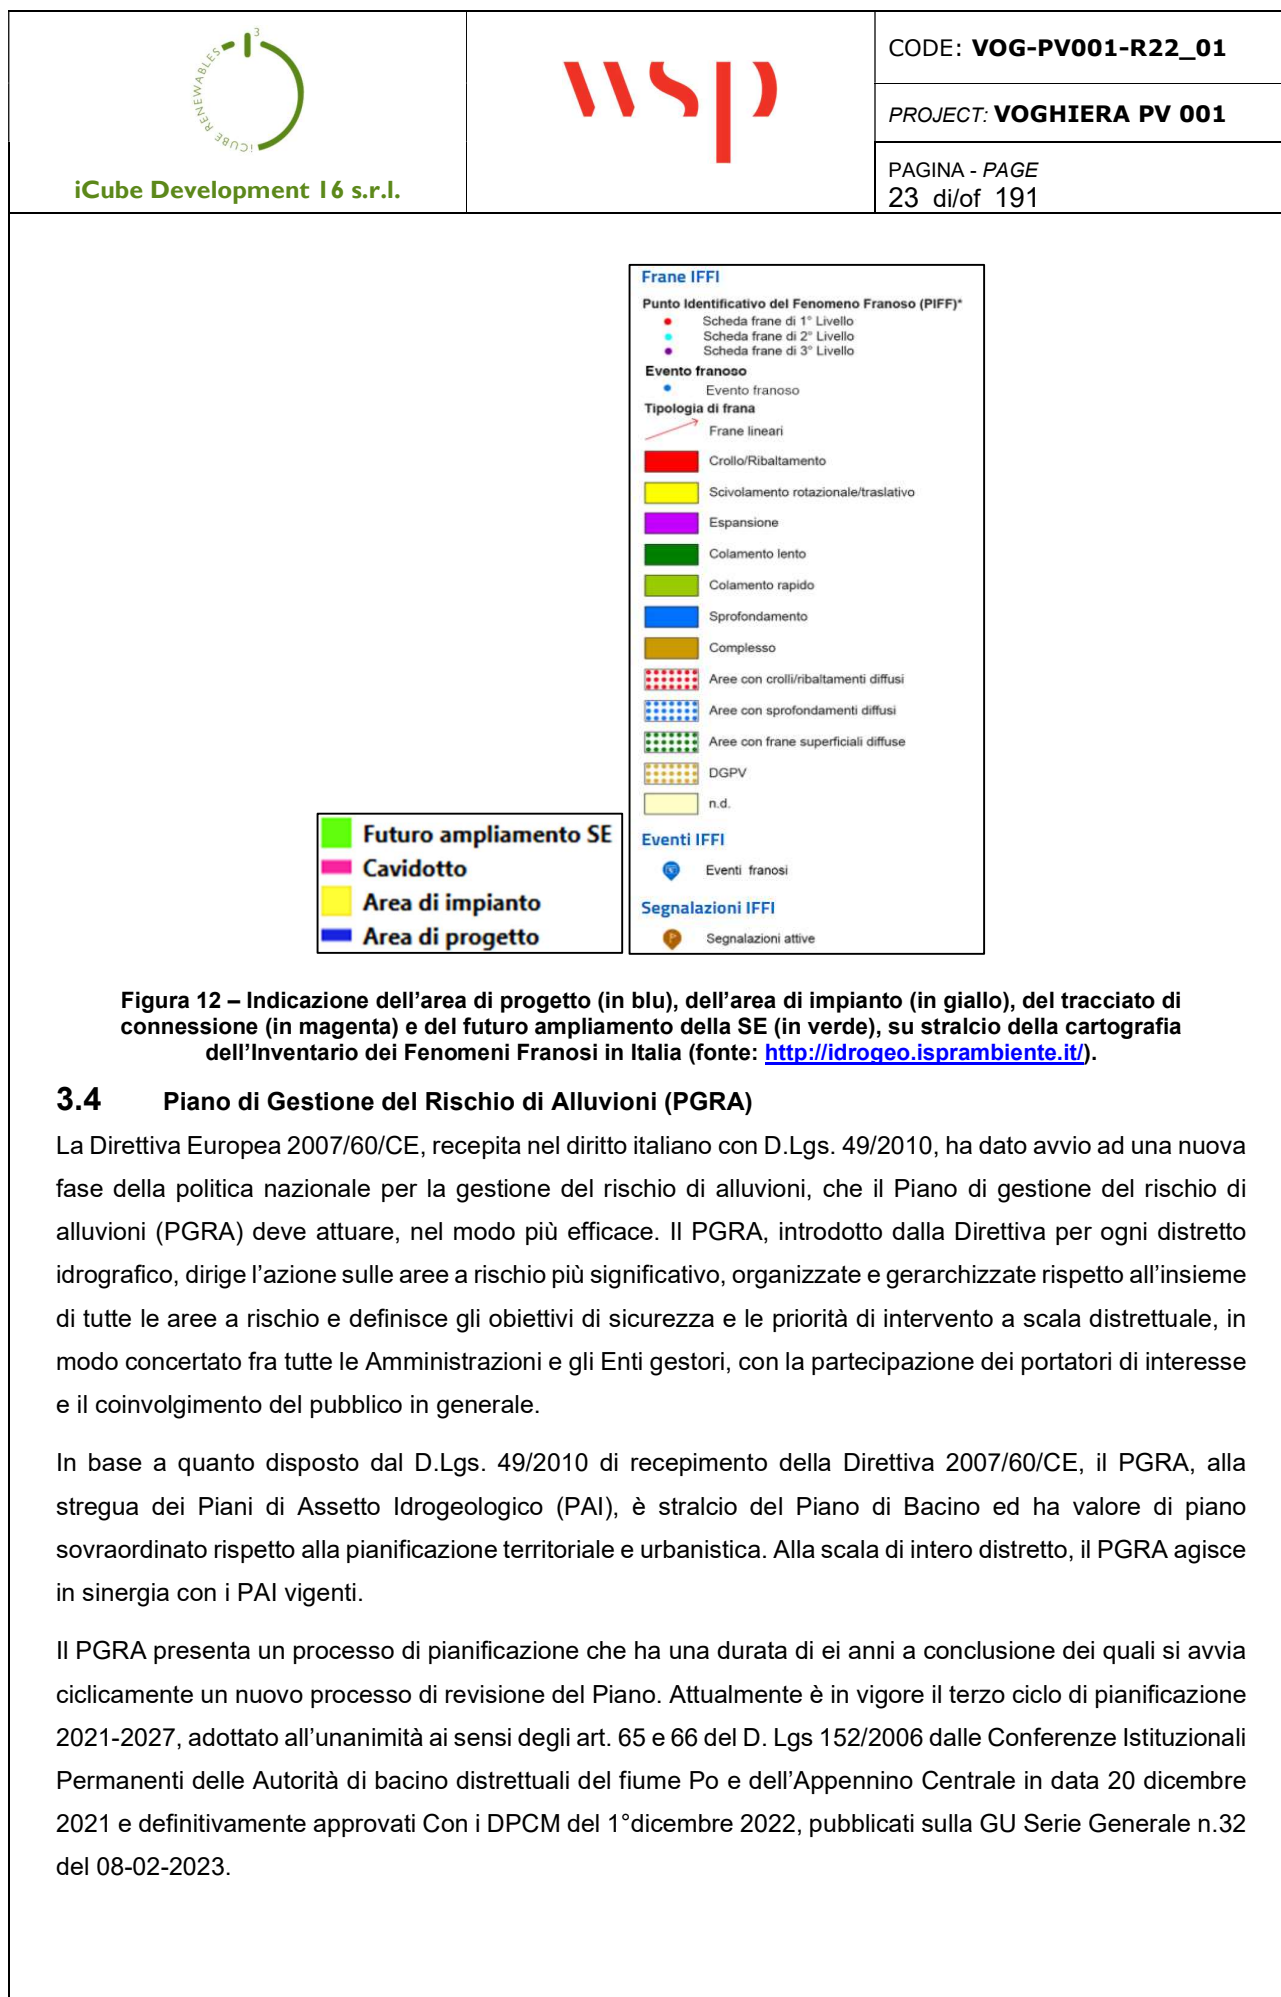 3
iCUBE RENEWABLES
iCube Development 16 s.r.l.
wsp
CODE: VOG-PV001-R22_01
PROJECT: VOGHIERA PV 001
PAGINA - PAGE
23 di/of 191
Frane IFFI
Punto Identificativo del Fenomeno Franoso (PIFF)*
Scheda frane di 1° Livello
Scheda frane di 2° Livello
Scheda frane di 3° Livello
Evento franoso
Evento franoso
Tipologia di frana
Frane lineari
Crollo/Ribaltamento
Scivolamento rotazionale/traslativo
Espansione
Colamento lento
Colamento rapido
Sprofondamento
Complesso
Aree con crolli/ribaltamenti diffusi
Aree con sprofondamenti diffusi
Aree con frane superficiali diffuse
DGPV
n.d.
Eventi IFFI
Eventi franosi
Segnalazioni IFFI
Segnalazioni attive
Futuro ampliamento SE
Cavidotto
Area di impianto
Area di progetto
Figura 12 – Indicazione dell’area di progetto (in blu), dell’area di impianto (in giallo), del tracciato di
connessione (in magenta) e del futuro ampliamento della SE (in verde), su stralcio della cartografia
dell’Inventario dei Fenomeni Franosi in Italia (fonte: http://idrogeo.isprambiente.it/).
3.4 Piano di Gestione del Rischio di Alluvioni (PGRA)
La Direttiva Europea 2007/60/CE, recepita nel diritto italiano con D.Lgs. 49/2010, ha dato avvio ad una nuova
fase della politica nazionale per la gestione del rischio di alluvioni, che il Piano di gestione del rischio di
alluvioni (PGRA) deve attuare, nel modo più efficace. Il PGRA, introdotto dalla Direttiva per ogni distretto
idrografico, dirige l’azione sulle aree a rischio più significativo, organizzate e gerarchizzate rispetto all’insieme
di tutte le aree a rischio e definisce gli obiettivi di sicurezza e le priorità di intervento a scala distrettuale, in
modo concertato fra tutte le Amministrazioni e gli Enti gestori, con la partecipazione dei portatori di interesse
e il coinvolgimento del pubblico in generale.
In base a quanto disposto dal D.Lgs. 49/2010 di recepimento della Direttiva 2007/60/CE, il PGRA, alla
stregua dei Piani di Assetto Idrogeologico (PAI), è stralcio del Piano di Bacino ed ha valore di piano
sovraordinato rispetto alla pianificazione territoriale e urbanistica. Alla scala di intero distretto, il PGRA agisce
in sinergia con i PAI vigenti.
Il PGRA presenta un processo di pianificazione che ha una durata di ei anni a conclusione dei quali si avvia
ciclicamente un nuovo processo di revisione del Piano. Attualmente è in vigore il terzo ciclo di pianificazione
2021-2027, adottato all’unanimità ai sensi degli art. 65 e 66 del D. Lgs 152/2006 dalle Conferenze Istituzionali
Permanenti delle Autorità di bacino distrettuali del fiume Po e dell’Appennino Centrale in data 20 dicembre
2021 e definitivamente approvati Con i DPCM del 1°dicembre 2022, pubblicati sulla GU Serie Generale n.32
del 08-02-2023.